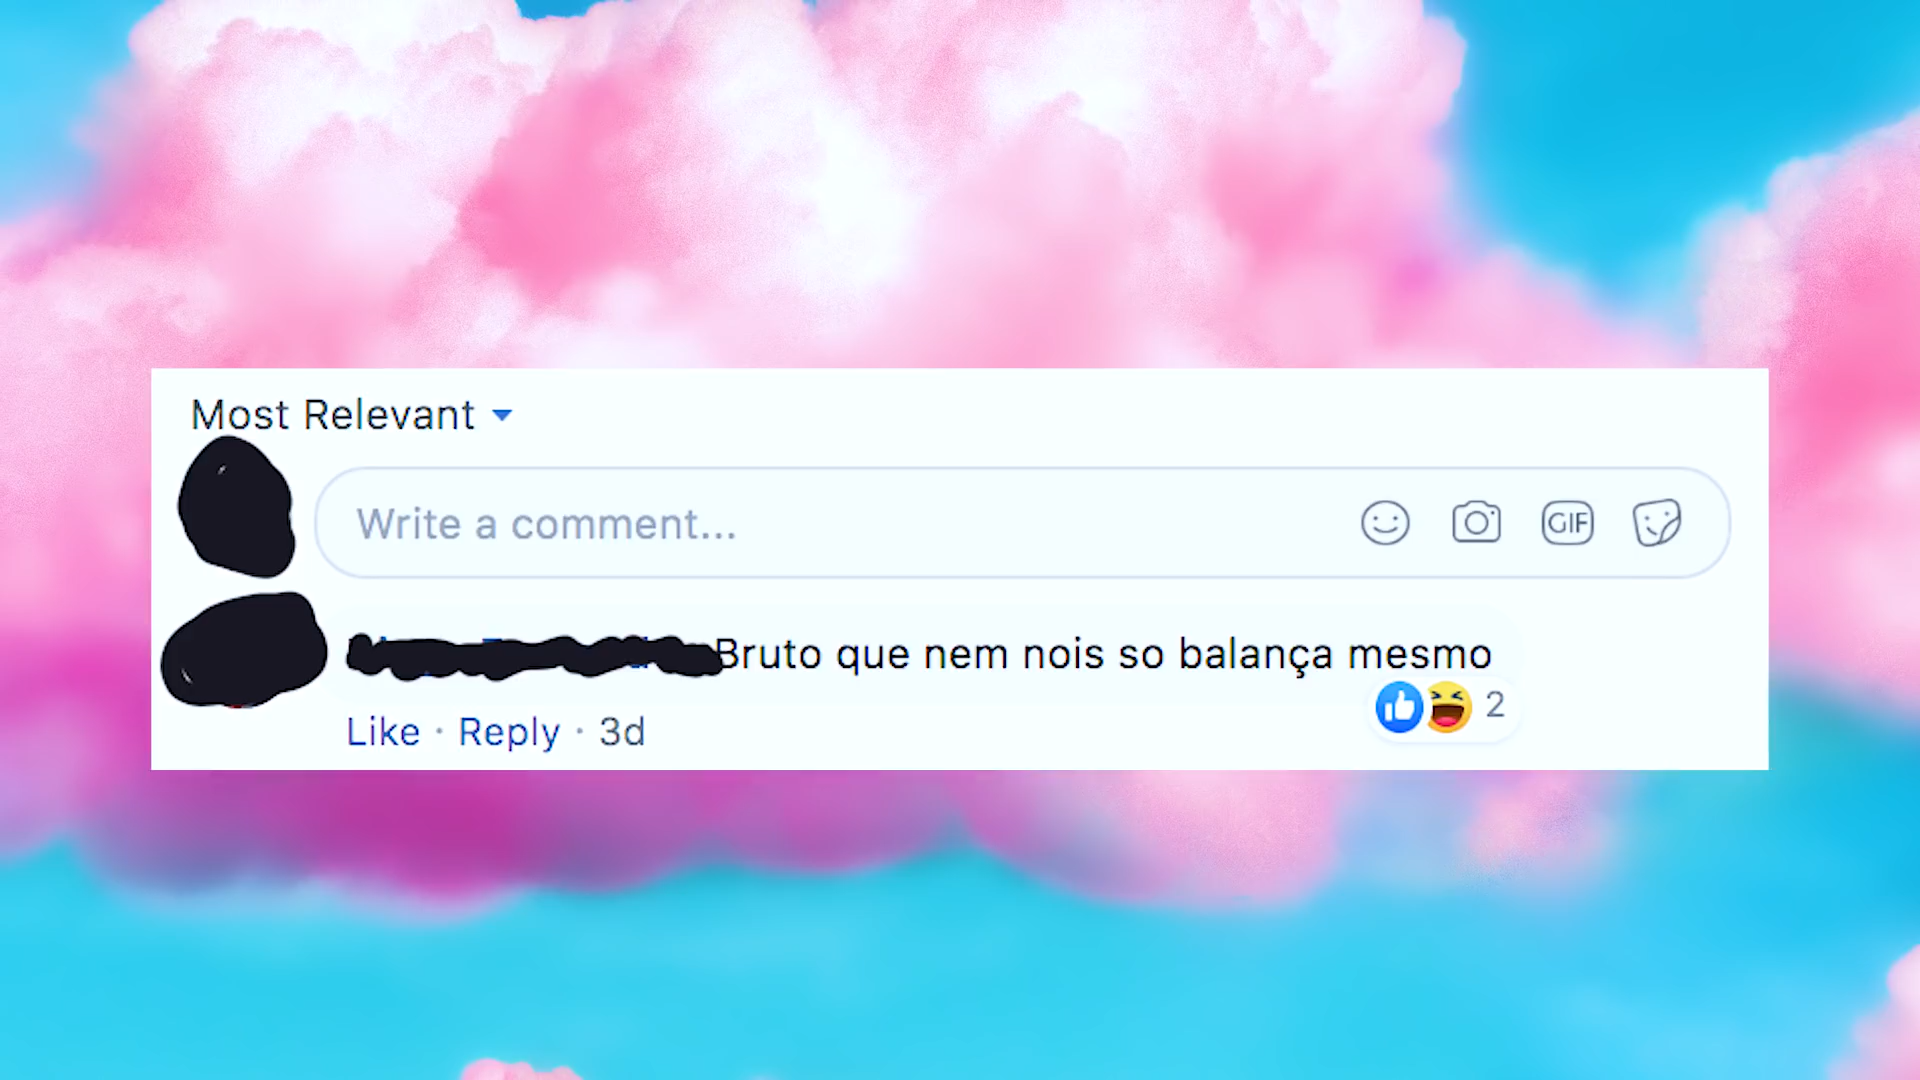 Most Relevant
Write a comment...
GIF
Bruto que nem nois so balança mesmo
2
Like · Reply · 3d